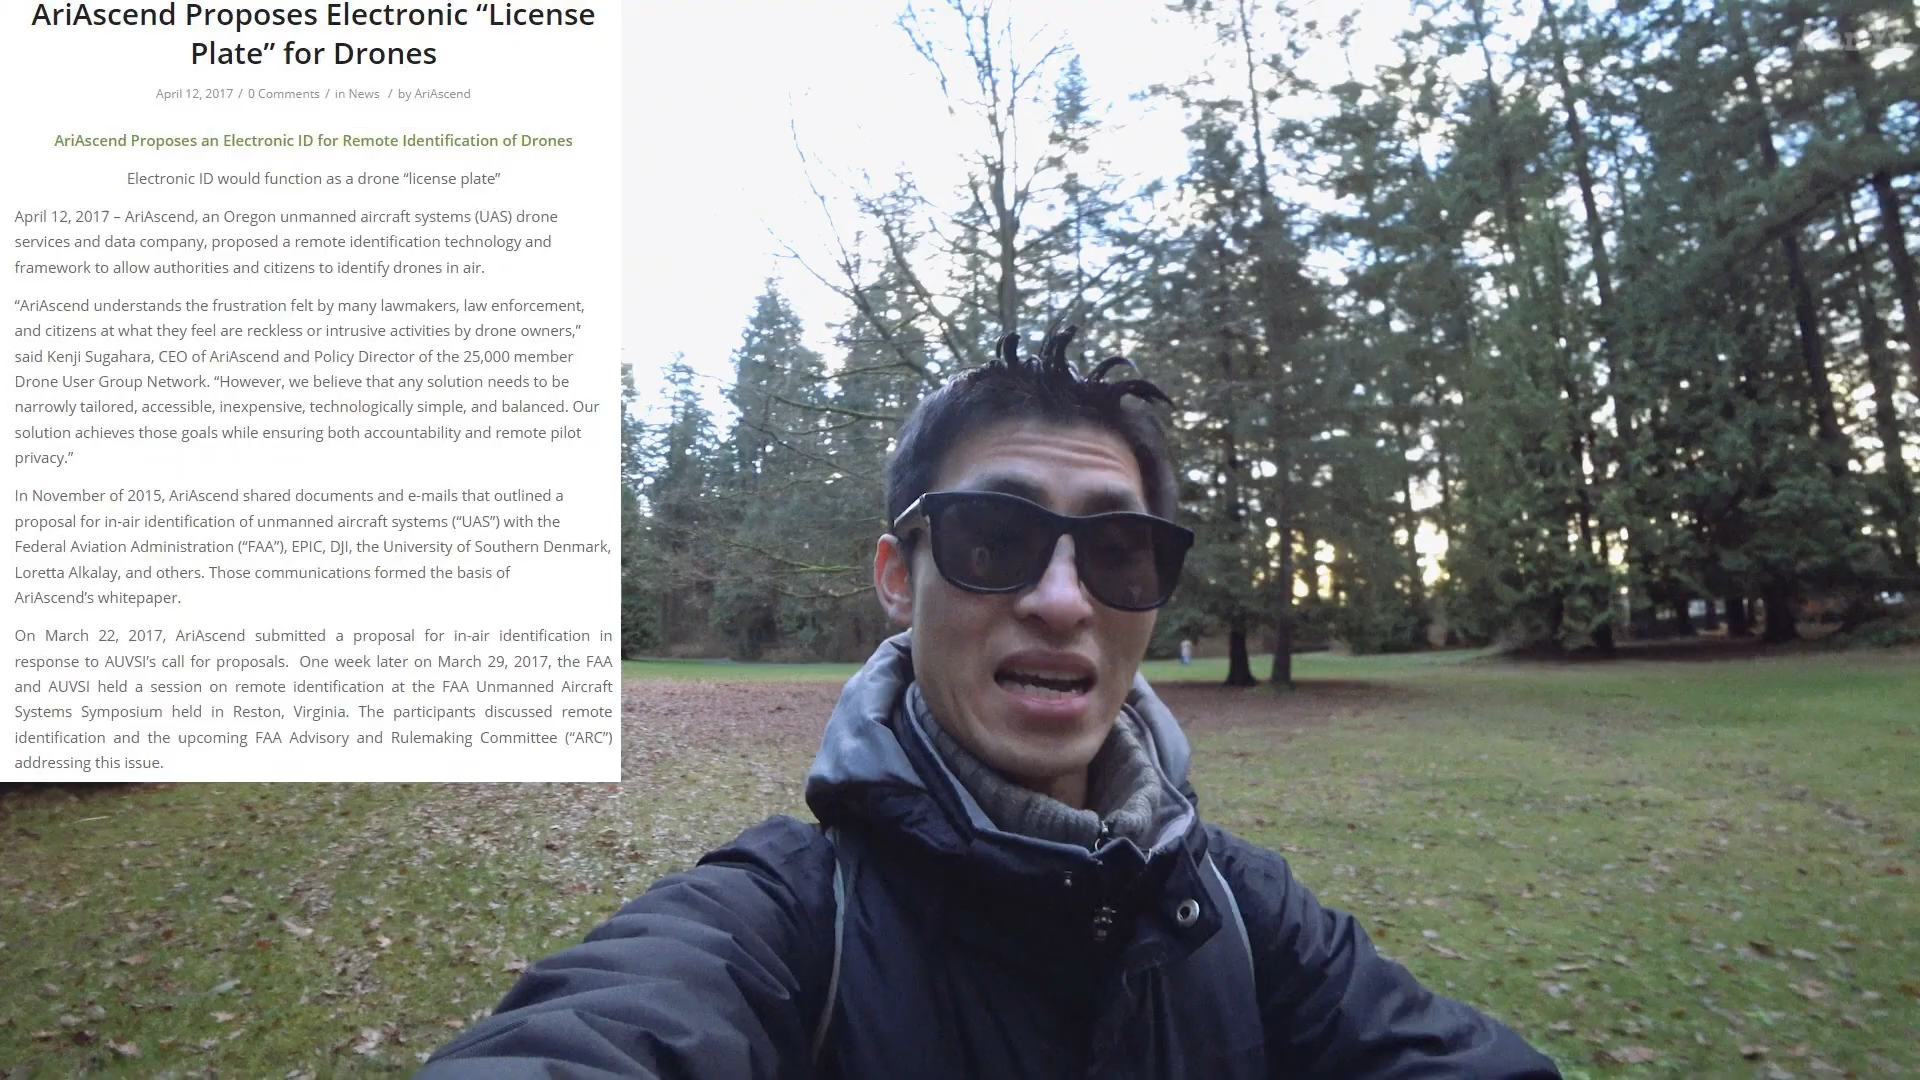 AriAscend Proposes Electronic “License
Plate” for Drones
April 12, 2017 / 0 Comments / in News / by AriAscend
AriAscend Proposes an Electronic ID for Remote Identification of Drones
Electronic ID would function as a drone “license plate”
April 12, 2017 – AriAscend, an Oregon unmanned aircraft systems (UAS) drone
services and data company, proposed a remote identification technology and
framework to allow authorities and citizens to identify drones in air.
“AriAscend understands the frustration felt by many lawmakers, law enforcement,
and citizens at what they feel are reckless or intrusive activities by drone owners,”
said Kenji Sugahara, CEO of AriAscend and Policy Director of the 25,000 member
Drone User Group Network. “However, we believe that any solution needs to be
narrowly tailored, accessible, inexpensive, technologically simple, and balanced. Our
solution achieves those goals while ensuring both accountability and remote pilot
privacy.”
In November of 2015, AriAscend shared documents and e-mails that outlined a
proposal for in-air identification of unmanned aircraft systems (“UAS”) with the
Federal Aviation Administration (“FAA”), EPIC, DJI, the University of Southern Denmark,
Loretta Alkalay, and others. Those communications formed the basis of
AriAscend’s whitepaper.
On March 22, 2017, AriAscend submitted a proposal for in-air identification in
response to AUVSI’s call for proposals. One week later on March 29, 2017, the FAA
and AUVSI held a session on remote identification at the FAA Unmanned Aircraft
Systems Symposium held in Reston, Virginia. The participants discussed remote
identification and the upcoming FAA Advisory and Rulemaking Committee (“ARC”)
addressing this issue.